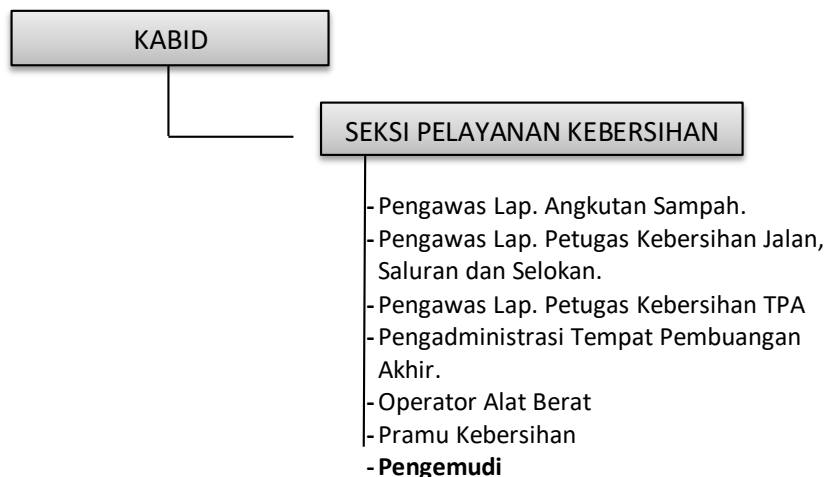 KABID
SEKSI PELAYANAN KEBERSIHAN
- Pengawas Lap. Angkutan Sampah.
- Pengawas Lap. Petugas Kebersihan Jalan,
Saluran dan Selokan.
- Pengawas Lap. Petugas Kebersihan TPA
- Pengadministrasi Tempat Pembuangan
Akhir.
- Operator Alat Berat
- Pramu Kebersihan
- Pengemudi